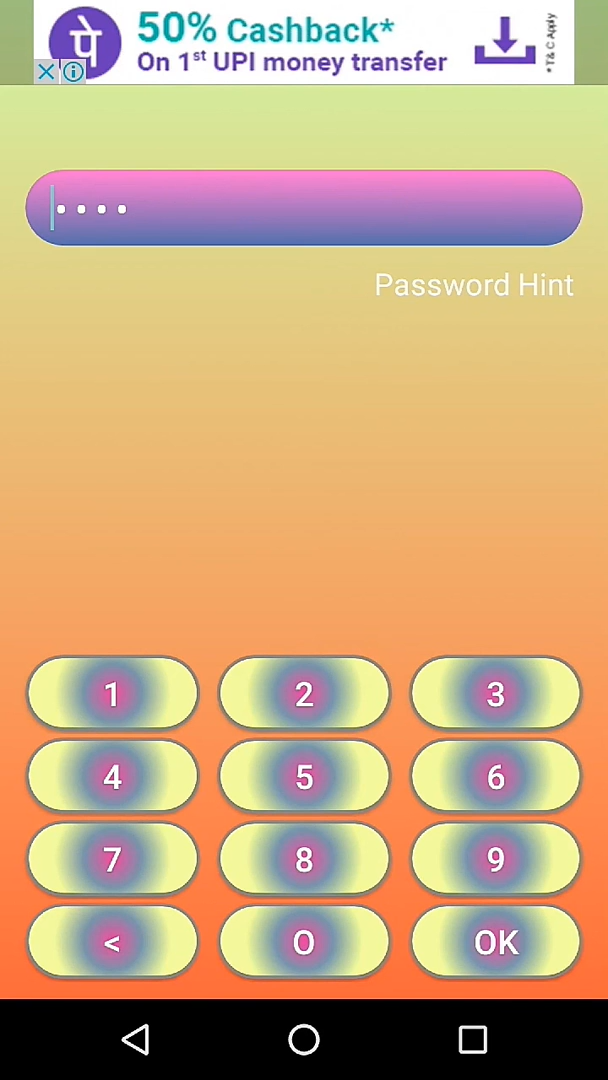 पे
50% Cashback*
On 1st UPI money transfer
*T& C Apply
••••
Password Hint
1 2 3
4 5 6
7 8 9
< O OK